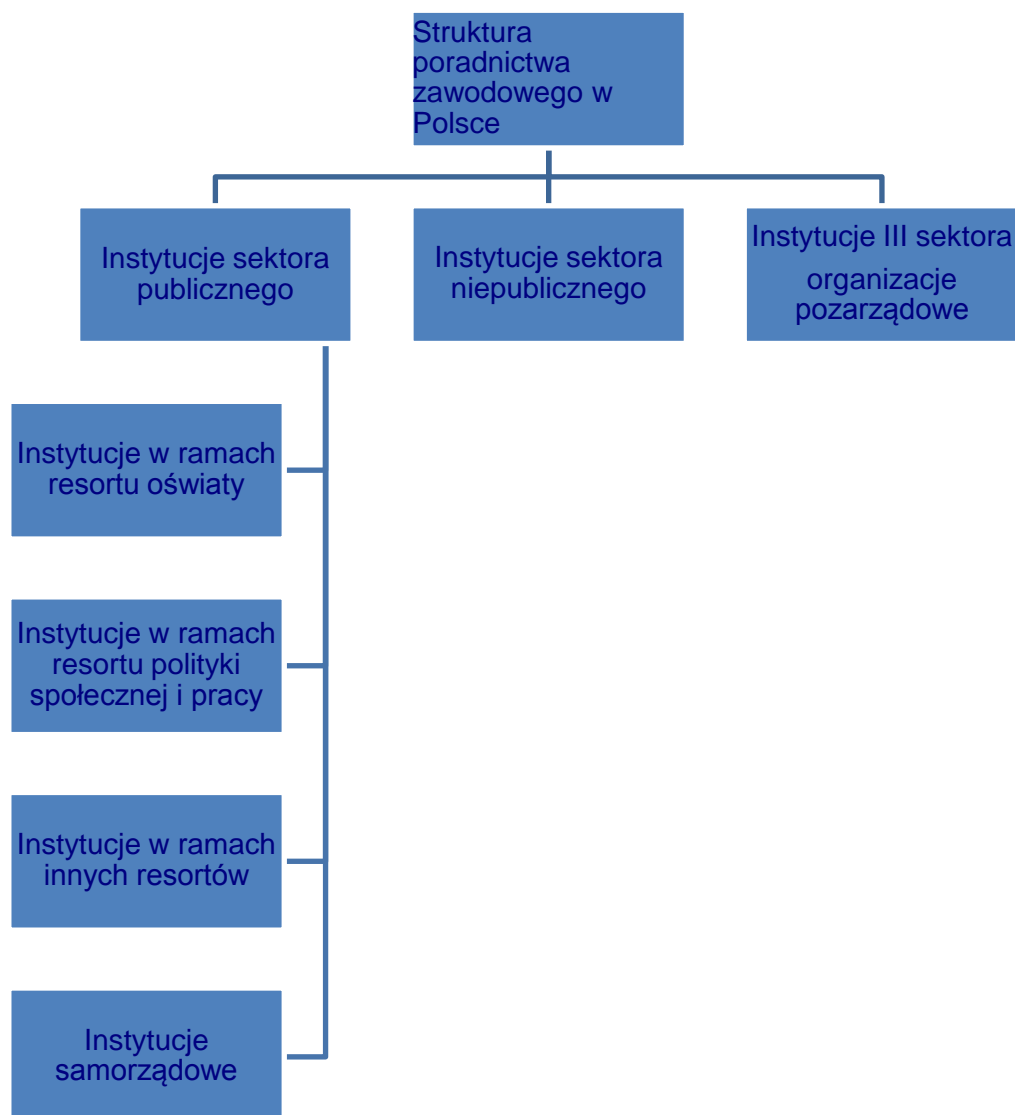 Struktura
poradnictwa
zawodowego w
Polsce
Instytucje sektora
publicznego
Instytucje sektora
niepublicznego
Instytucje III sektora
organizacje
pozarządowe
Instytucje w ramach
resortu oświaty
Instytucje w ramach
resortu polityki
społecznej i pracy
Instytucje w ramach
innych resortów
Instytucje
samorządowe